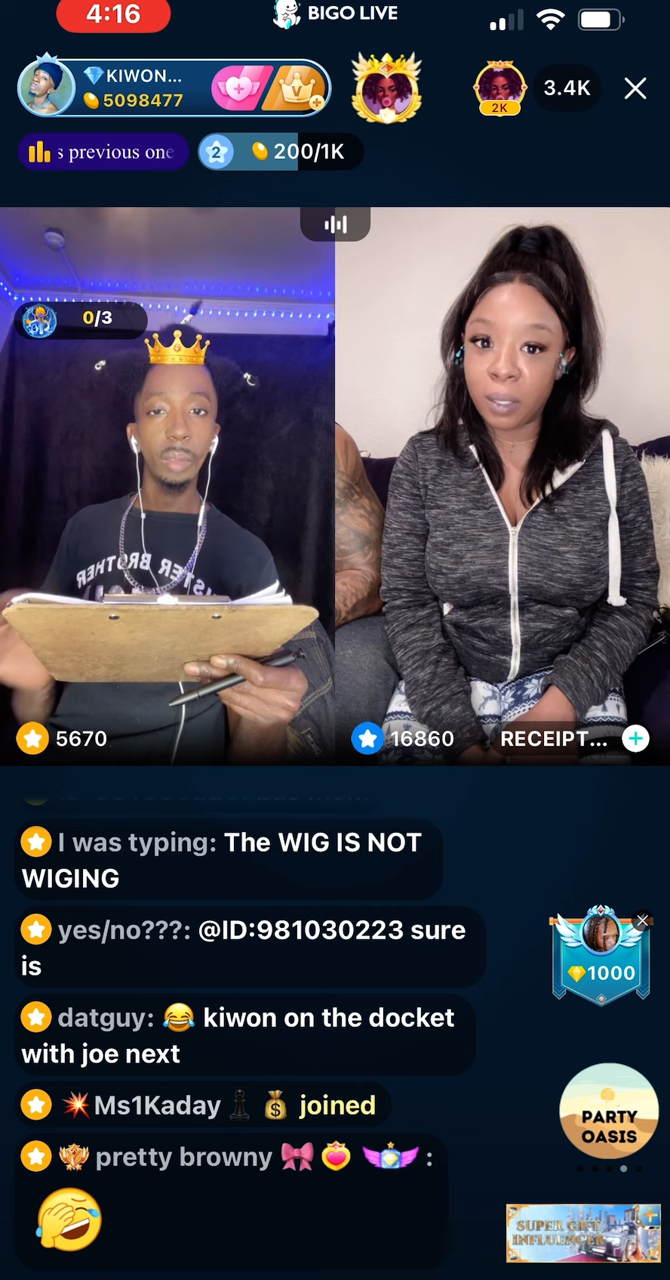 4:16
BIGO LIVE
KIWON...
5098477
2K
3.4K
s previous one
2
200/1K
0/3
5670
16860
RECEIPT...
I was typing: The WIG IS NOT
WIGING
yes/no???: @ID:981030223 sure
is
datguy: 😂 kiwon on the docket
with joe next
1000
💥Ms1Kaday ♟ 💰 joined
PARTY
OASIS
pretty browny 🎀 :
🤣
SUPER GIFT
INFLUENCER